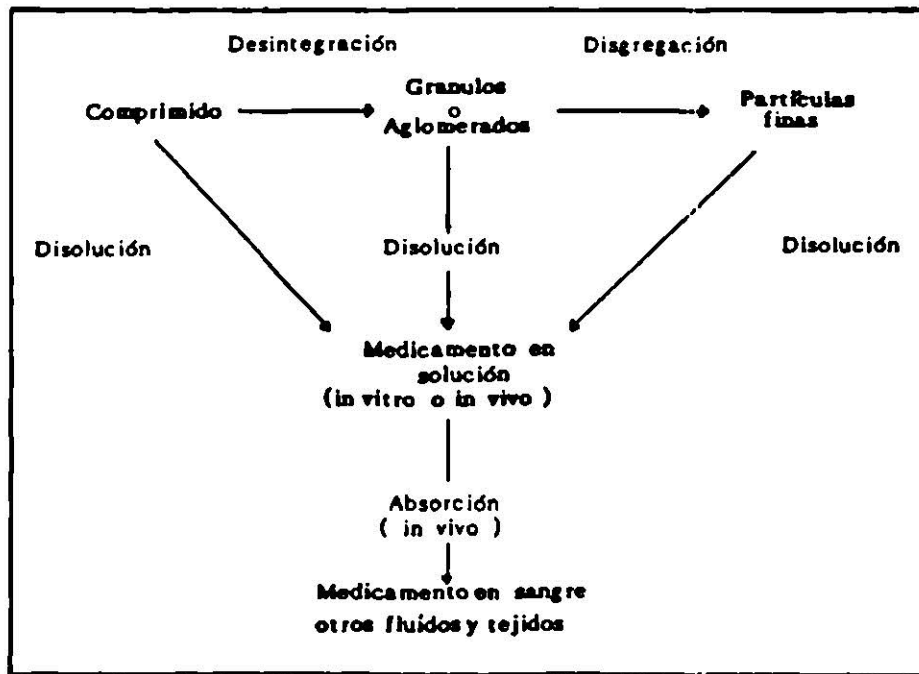 Desintegración
Disgregación
Comprimido
Granulos
o
Aglomerados
Partículas
finas
Disolución
Disolución
Disolución
Medicamento en
solución
(in vitro o in vivo)
Absorción
( in vivo )
Medicamento en sangre
otros fluídos y tejidos